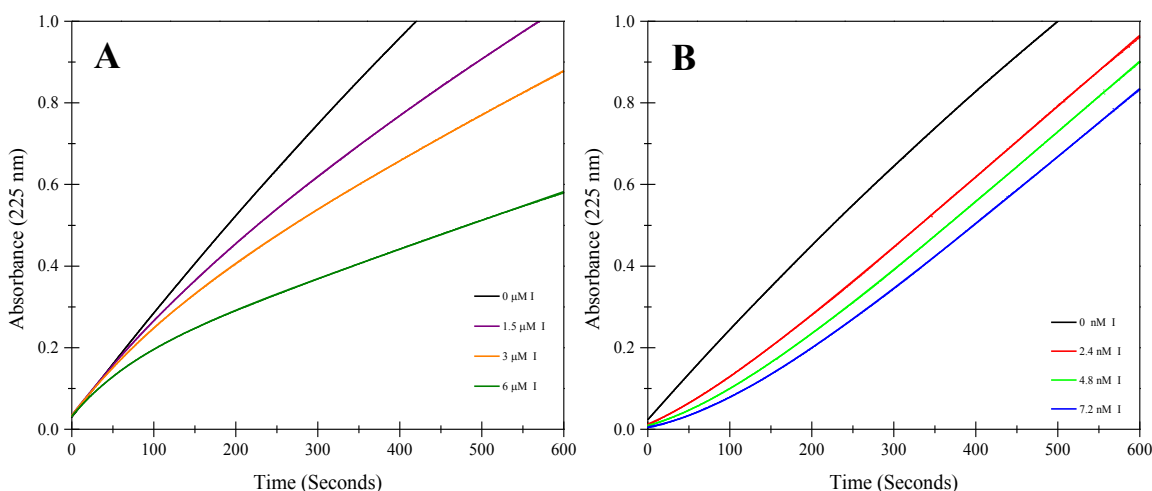 A
1.0
0.8
0.6
0.4
0.2
0.0
Absorbance (225 nm)
0 μM I
1.5 μM I
3 μM I
6 μM I
0 100 200 300 400 500 600
Time (Seconds)
B
1.0
0.8
0.6
0.4
0.2
0.0
Absorbance (225 nm)
0 nM I
2.4 nM I
4.8 nM I
7.2 nM I
0 100 200 300 400 500 600
Time (Seconds)